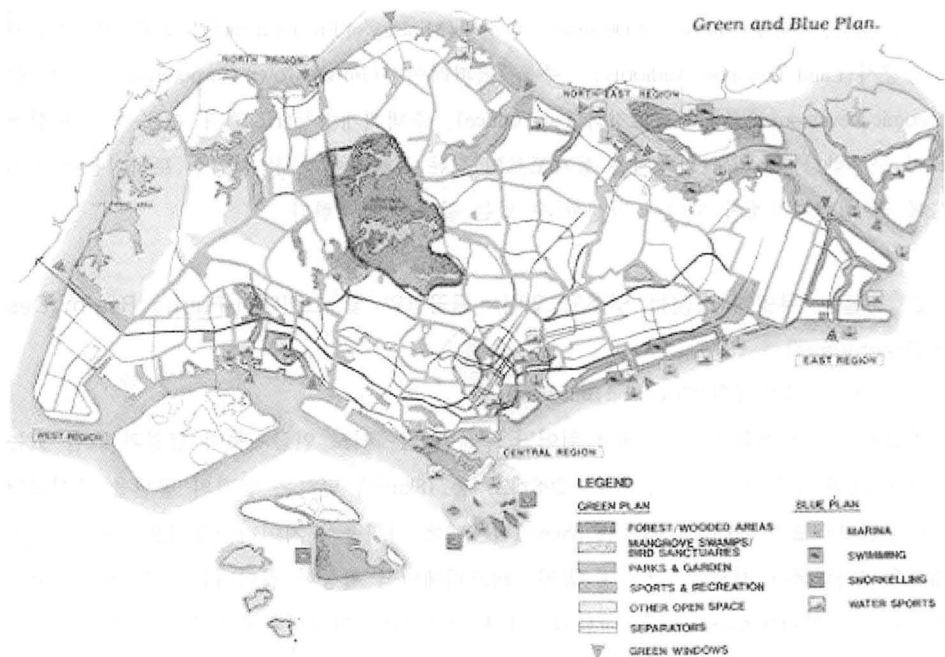 Green and Blue Plan.
NORTH REGION
NORTH-EAST REGION
EAST REGION
WEST REGION
CENTRAL REGION
LEGEND
GREEN PLAN
FOREST/WOODED AREAS
MANGROVE SWAMPS/
BIRD SANCTUARIES
PARKS & GARDEN
SPORTS & RECREATION
OTHER OPEN SPACE
SEPARATORS
GREEN WINDOWS
BLUE PLAN
MARINA
SWIMMING
SNORKELLING
WATER SPORTS